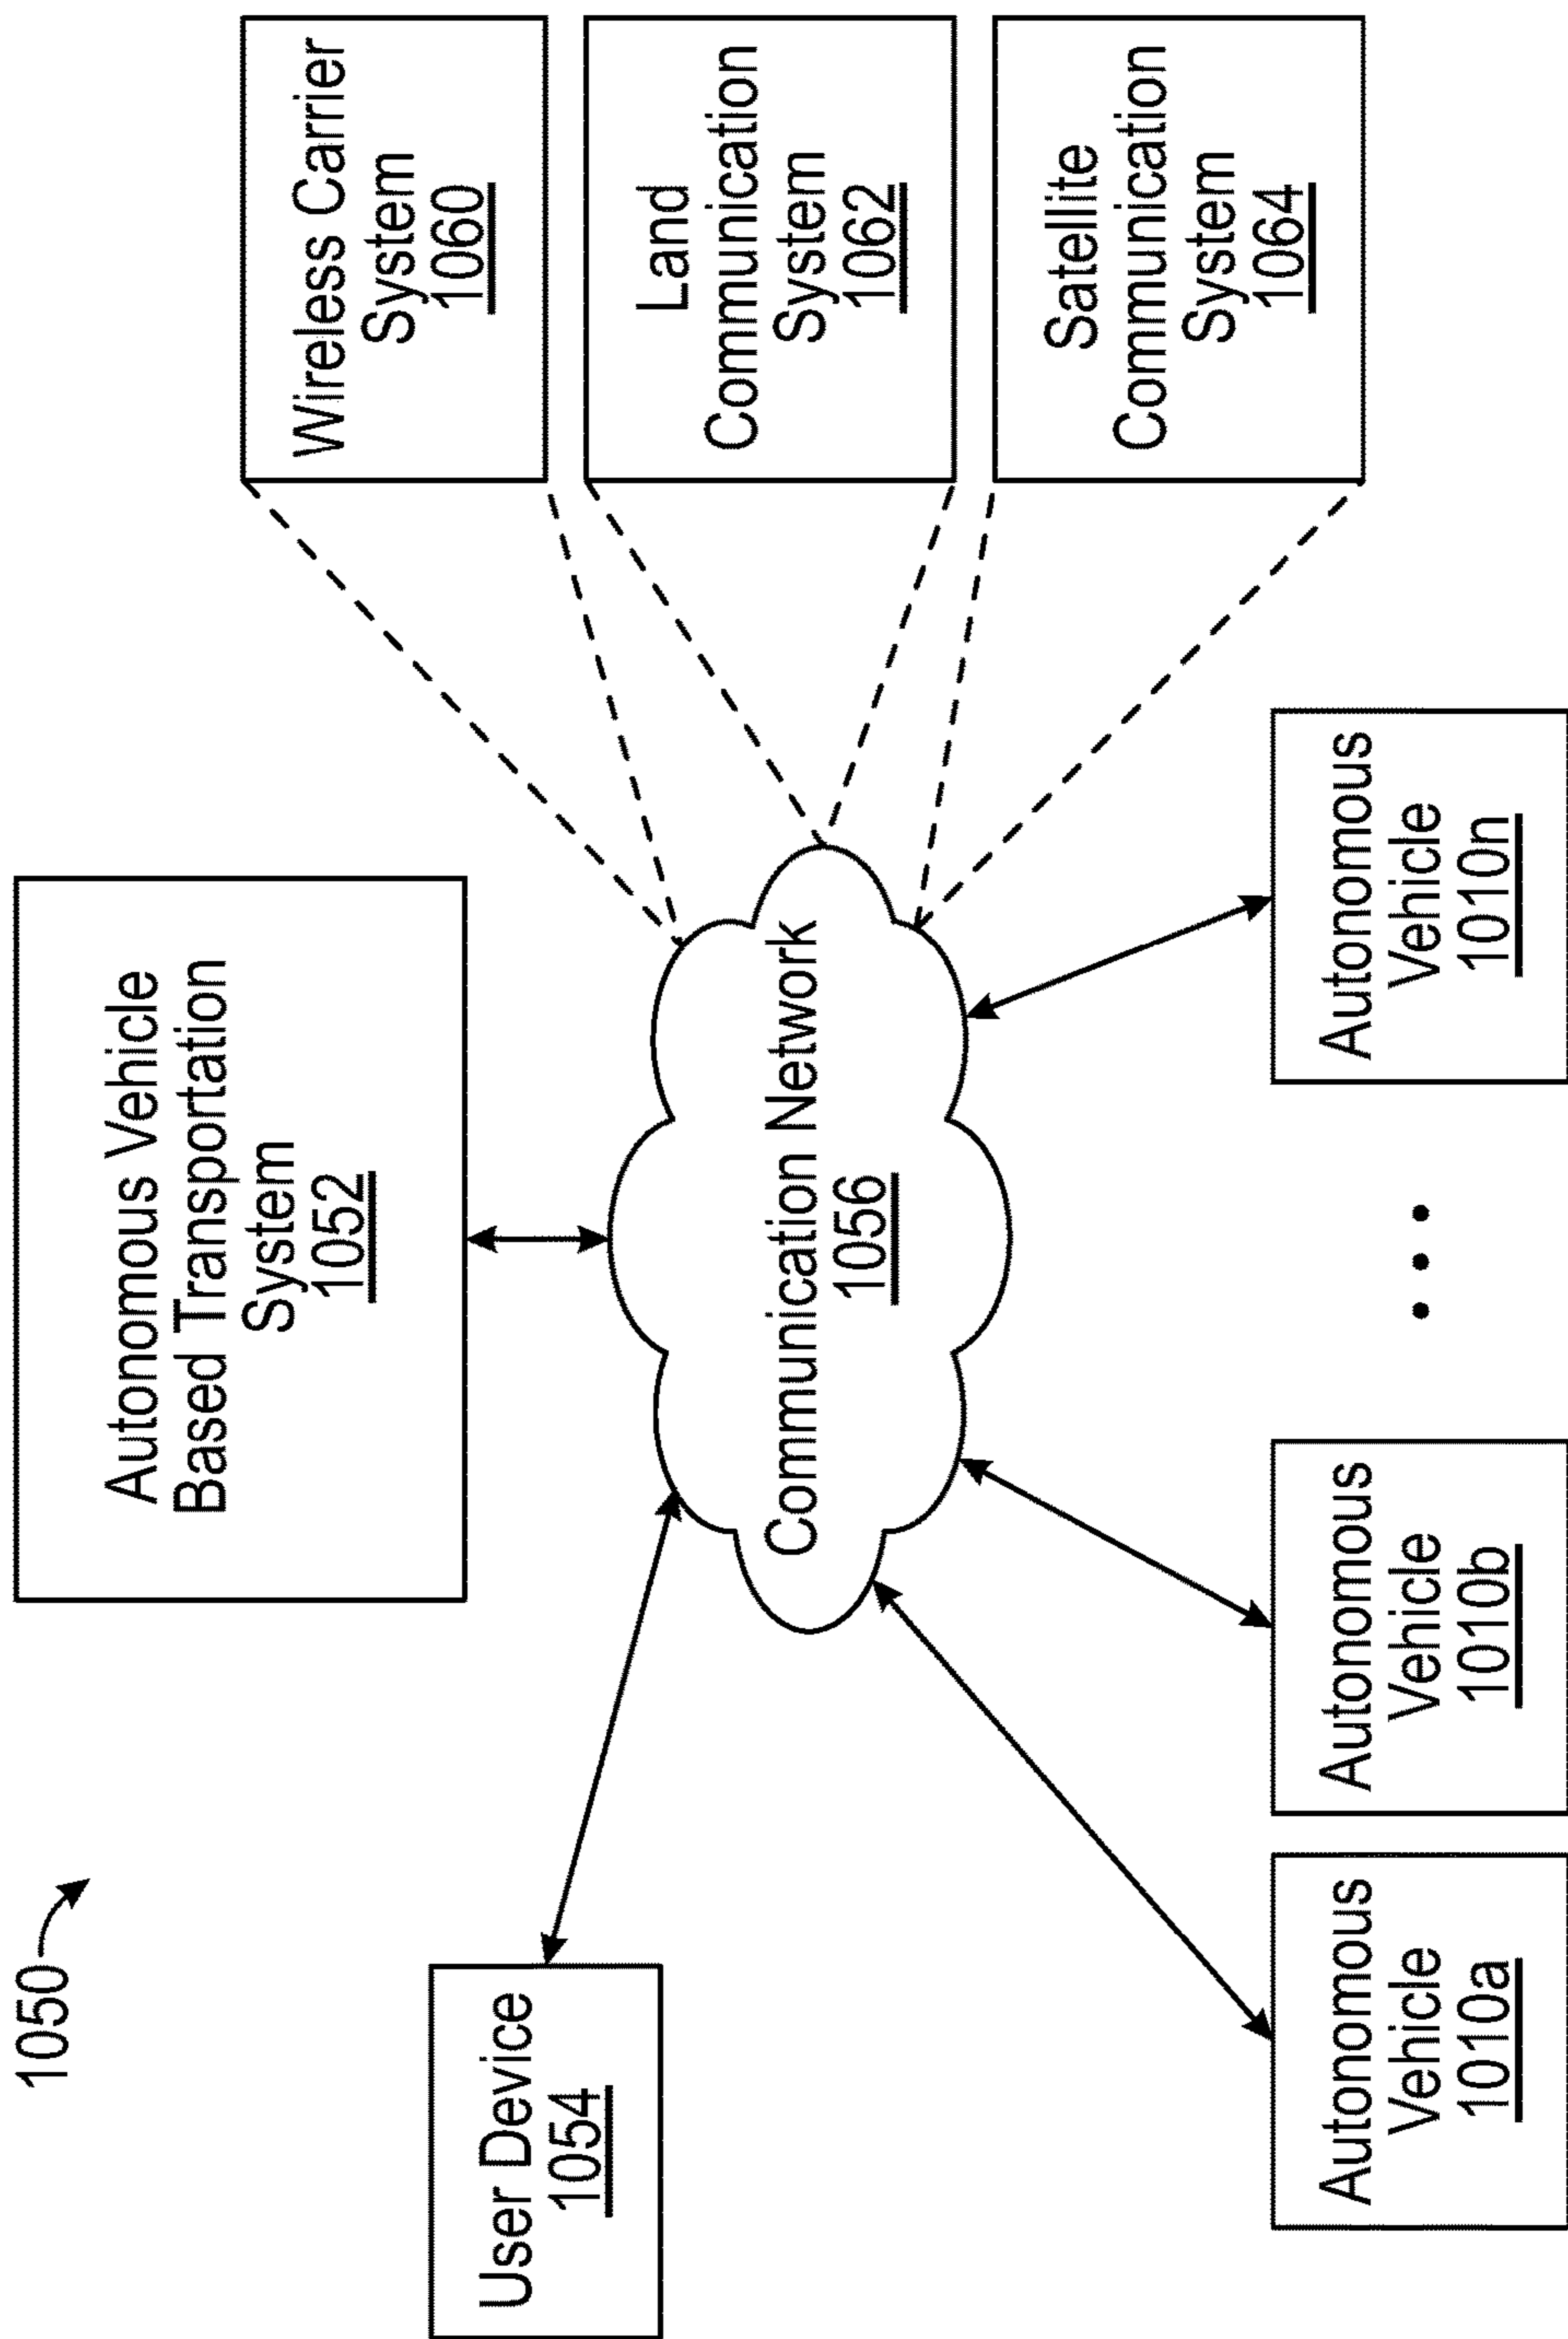 1050
Autonomous Vehicle
Based Transportation
System
1052
Wireless Carrier
System
1060
User Device
1054
Land
Communication
System
1062
Communication Network
1056
Satellite
Communication
System
1064
Autonomous
Vehicle
1010a
Autonomous
Vehicle
1010b
Autonomous
Vehicle
1010n